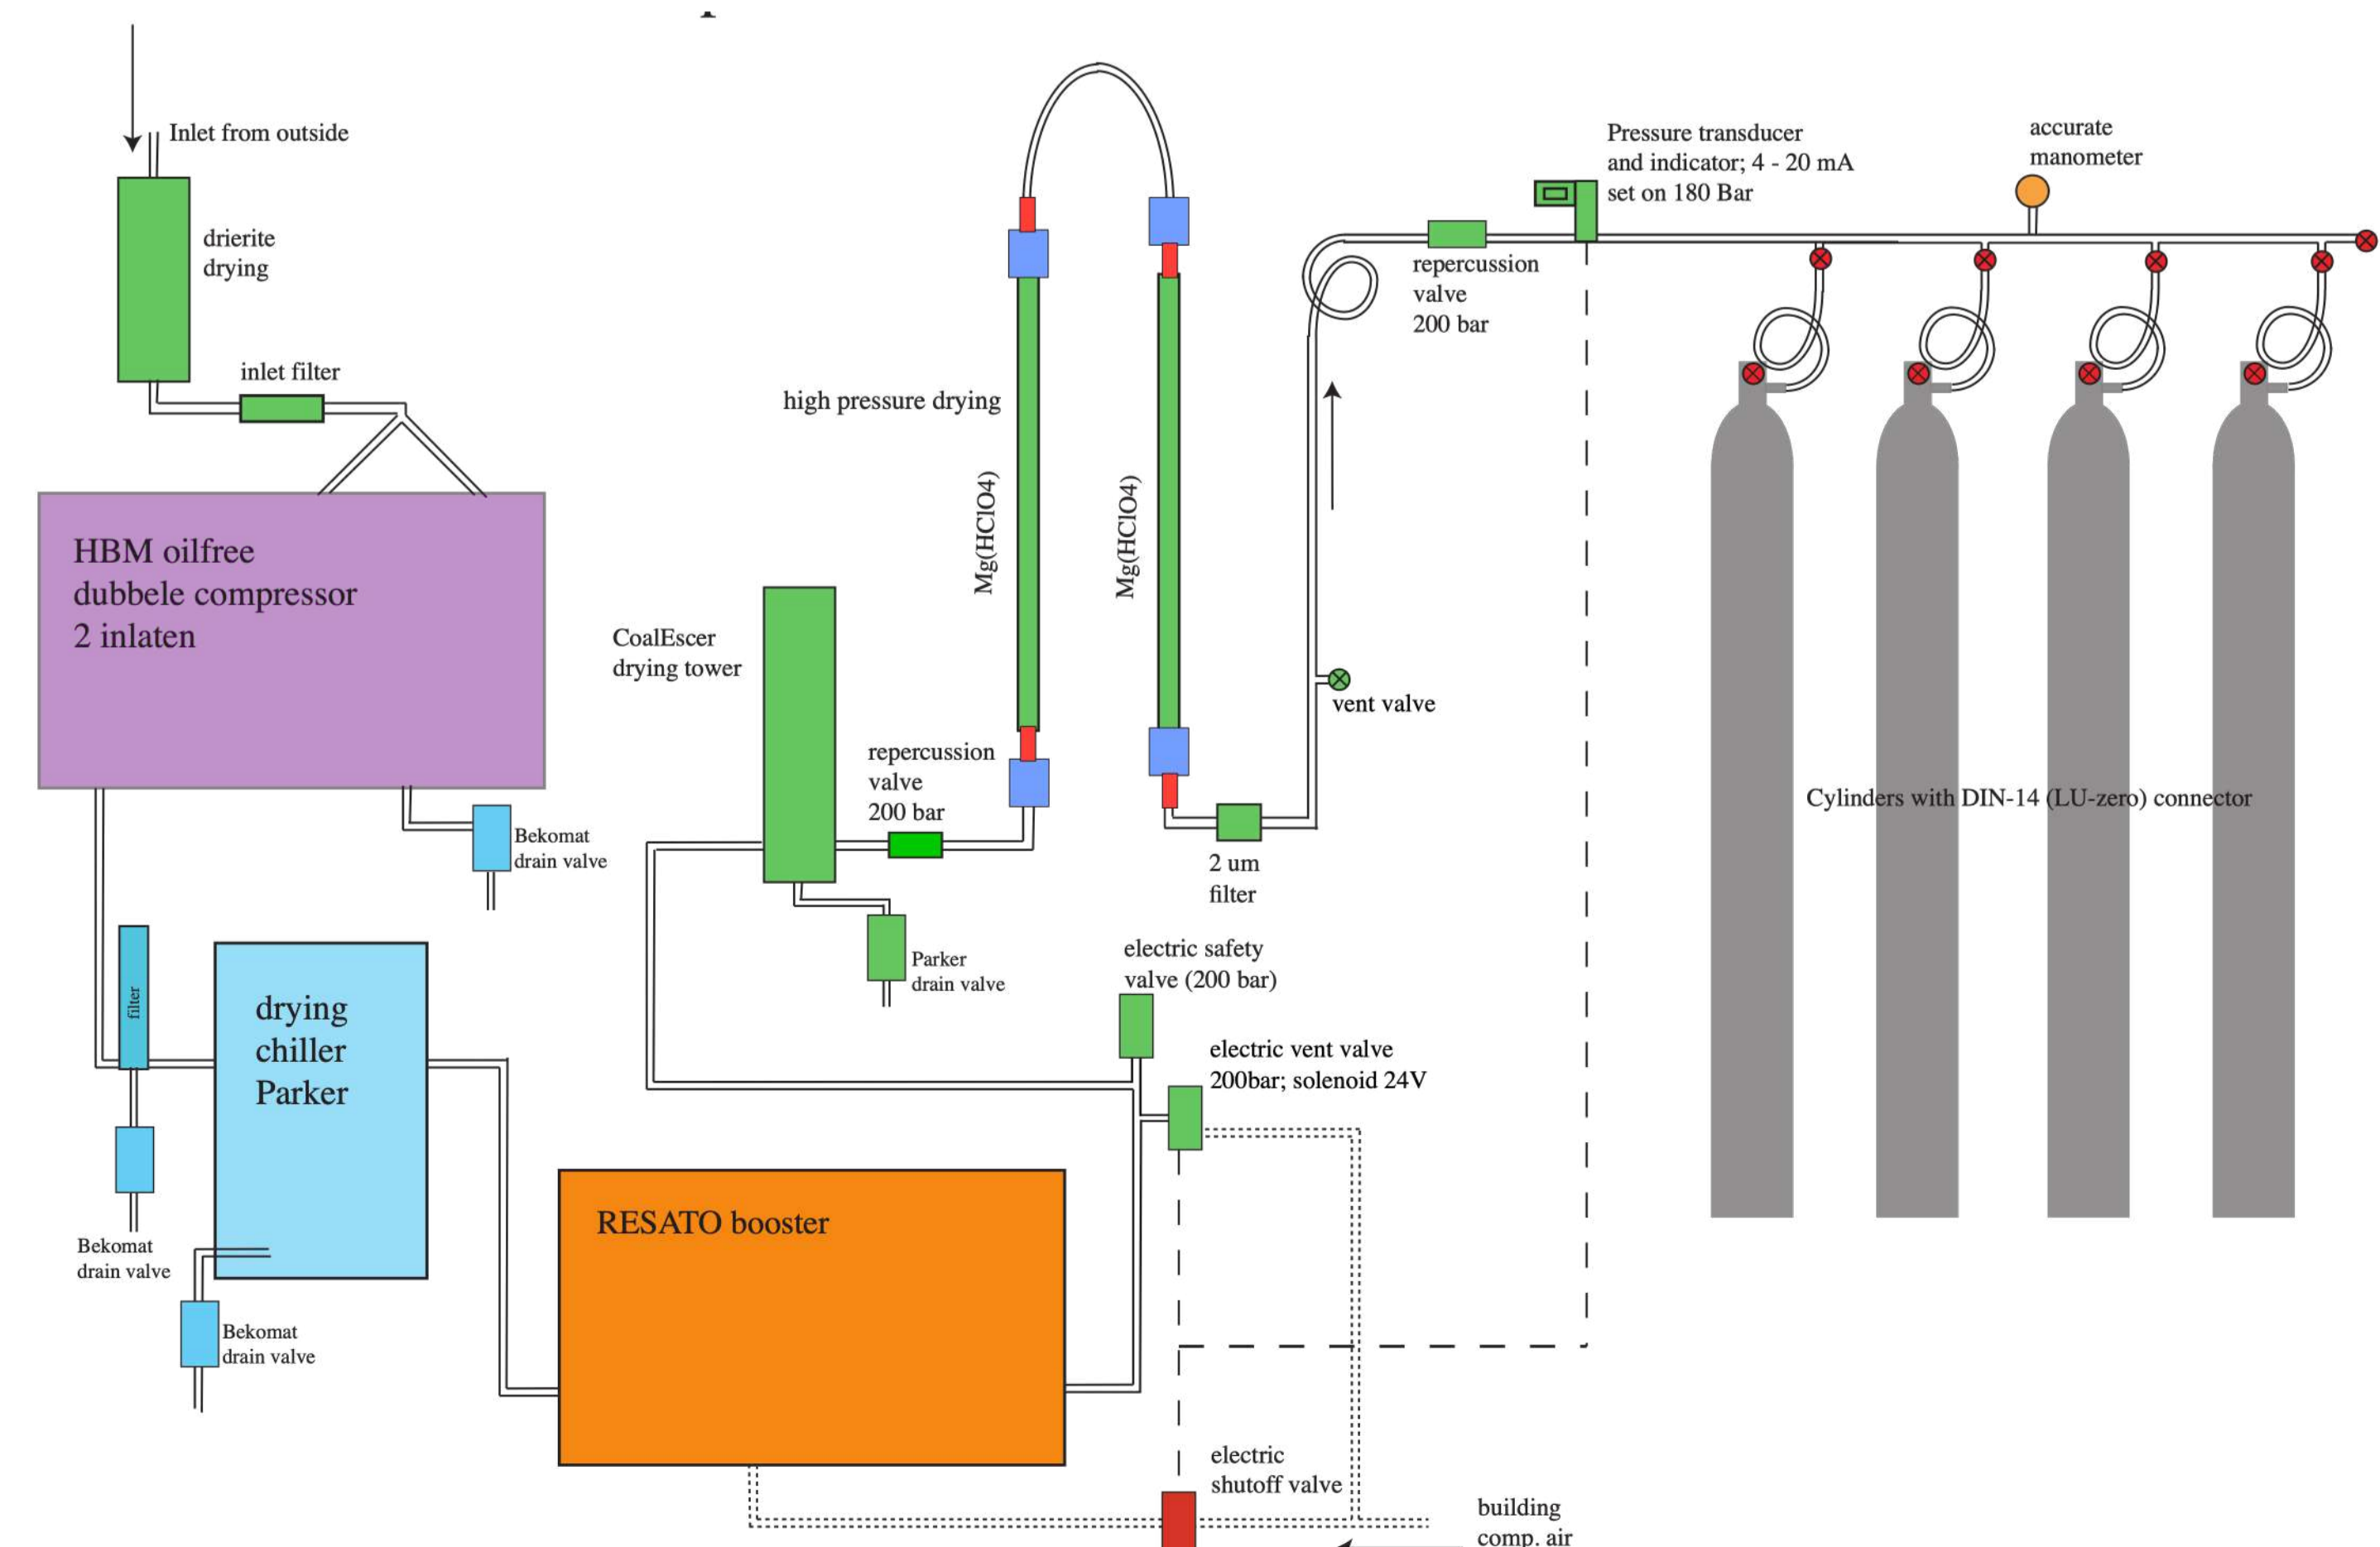 Inlet from outside
drierite
drying
inlet filter
HBM oilfree
dubbele compressor
2 inlaten
Bekomat
drain valve
filter
drying
chiller
Parker
Bekomat
drain valve
Bekomat
drain valve
CoalEscer
drying tower
repercussion
valve
200 bar
Parker
drain valve
high pressure drying
Mg(HClO4)
Mg(HClO4)
2 um
filter
vent valve
electric safety
valve (200 bar)
electric vent valve
200bar; solenoid 24V
RESATO booster
electric
shutoff valve
building
comp. air
repercussion
valve
200 bar
Pressure transducer
and indicator; 4 - 20 mA
set on 180 Bar
accurate
manometer
Cylinders with DIN-14 (LU-zero) connector